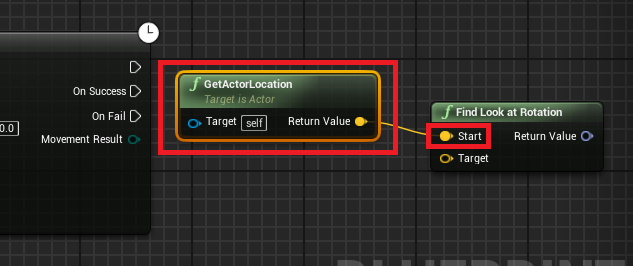 On Success
On Fail
0.0
Movement Result
f GetActorLocation
Target is Actor
Target self Return Value
f Find Look at Rotation
Start Return Value
Target